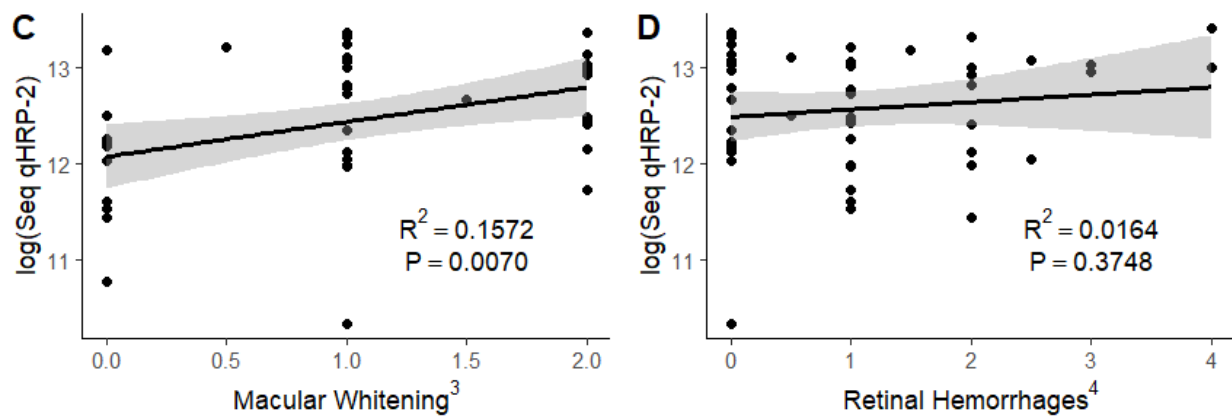 C
log(Seq qHRP-2)
13
12
11
R² = 0.1572
P = 0.0070
0.0 0.5 1.0 1.5 2.0
Macular Whitening³
D
log(Seq qHRP-2)
13
12
11
R² = 0.0164
P = 0.3748
0 1 2 3 4
Retinal Hemorrhages⁴